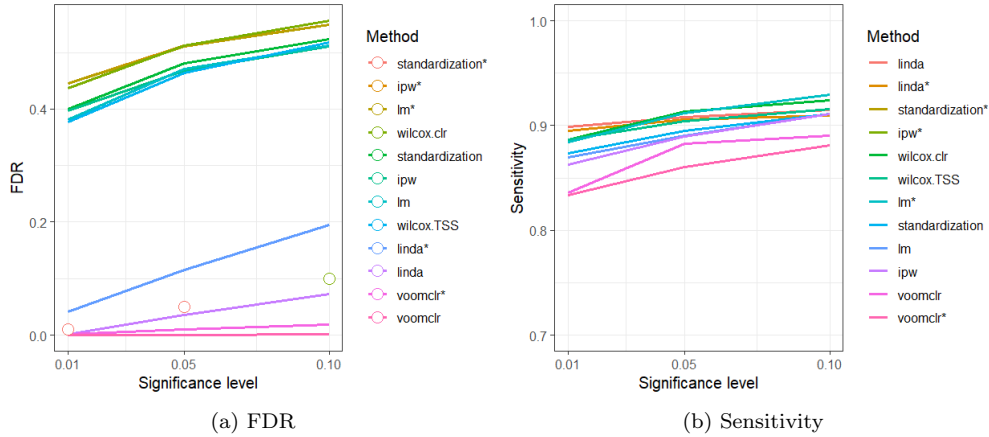 FDR
0.4
0.2
0.0
0.01
0.05
0.10
Significance level
Method
standardization*
ipw*
lm*
wilcox.clr
standardization
ipw
lm
wilcox.TSS
linda*
linda
voomclr*
voomclr
(a) FDR
Sensitivity
1.0
0.9
0.8
0.7
0.01
0.05
0.10
Significance level
Method
linda
linda*
standardization*
ipw*
wilcox.clr
wilcox.TSS
lm*
standardization
lm
ipw
voomclr
voomclr*
(b) Sensitivity